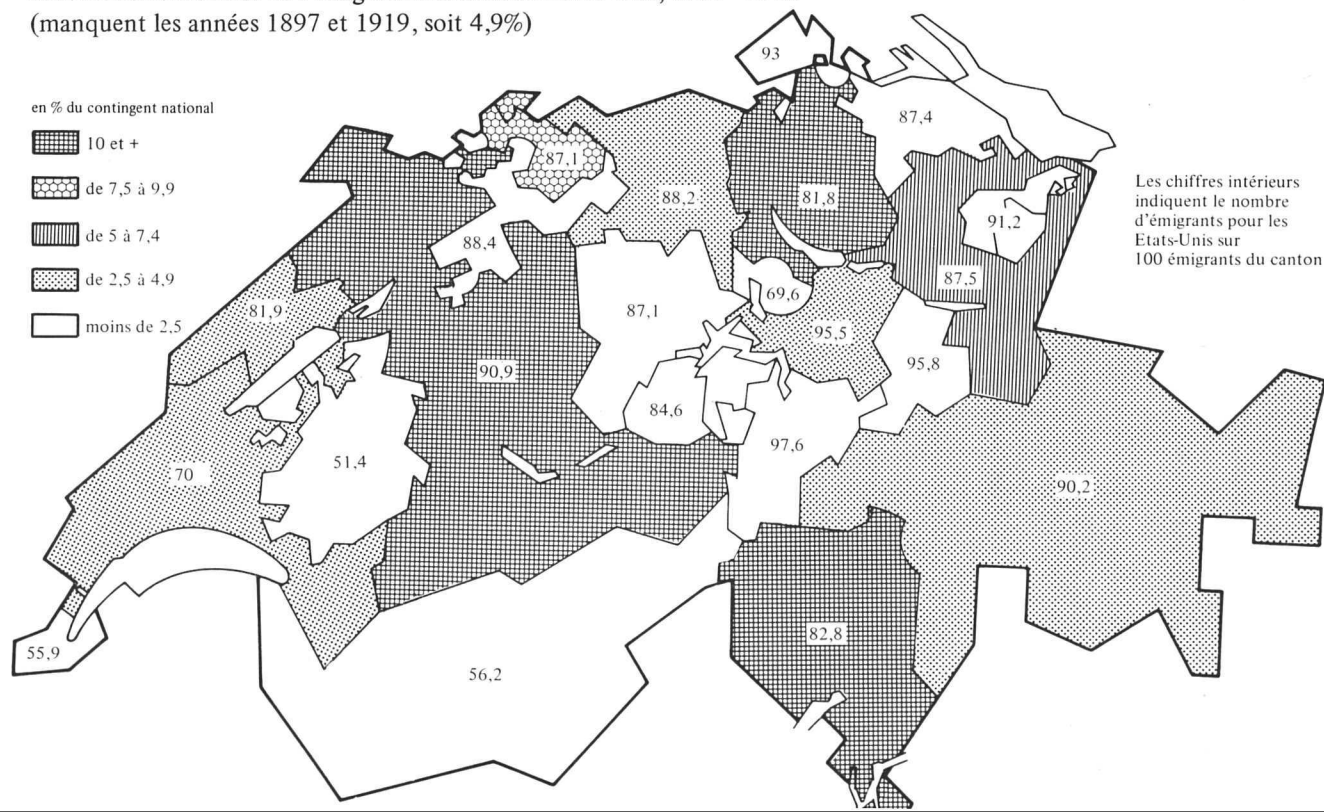 (manquent les années 1897 et 1919, soit 4,9%)
en % du contingent national
10 et +
de 7,5 à 9,9
de 5 à 7,4
de 2,5 à 4,9
moins de 2,5
Les chiffres intérieurs
indiquent le nombre
d'émigrants pour les
Etats-Unis sur
100 émigrants du canton
93
87,4
87,1
88,2
81,8
91,2
88,4
87,5
69,6
81,9
87,1
95,5
95,8
90,9
84,6
97,6
51,4
70
90,2
82,8
55,9
56,2